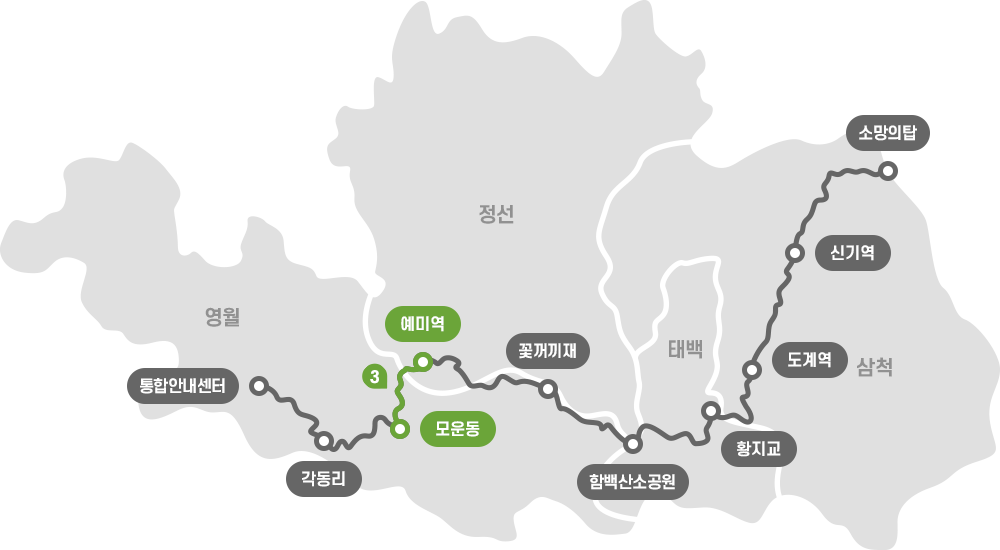 소망의탑
정선
신기역
영월
예미역
꽃꺼끼재
태백
도계역
삼척
3
통합안내센터
모운동
황지교
각동리
함백산소공원